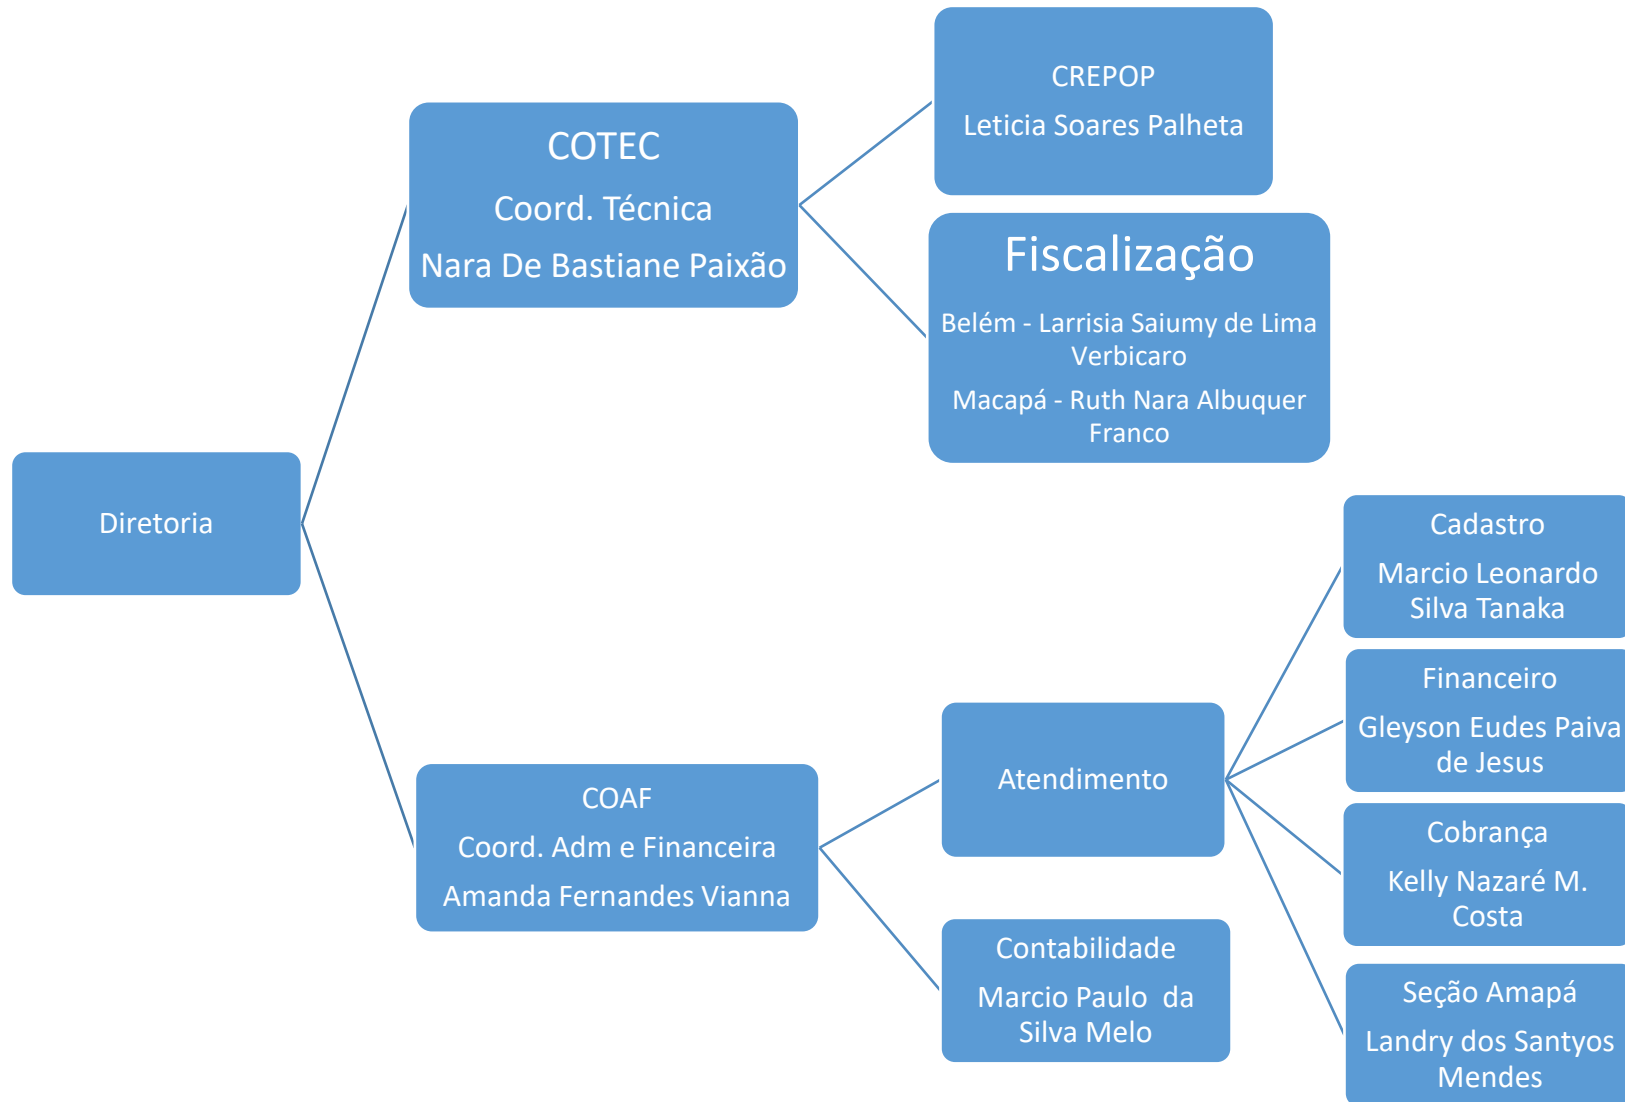 Diretoria
COTEC
Coord. Técnica
Nara De Bastiane Paixão
CREPOP
Leticia Soares Palheta
Fiscalização
Belém - Larrisia Saiumy de Lima
Verbicaro
Macapá - Ruth Nara Albuquer
Franco
COAF
Coord. Adm e Financeira
Amanda Fernandes Vianna
Atendimento
Cadastro
Marcio Leonardo
Silva Tanaka
Financeiro
Gleyson Eudes Paiva
de Jesus
Cobrança
Kelly Nazaré M.
Costa
Seção Amapá
Landry dos Santyos
Mendes
Contabilidade
Marcio Paulo  da
Silva Melo